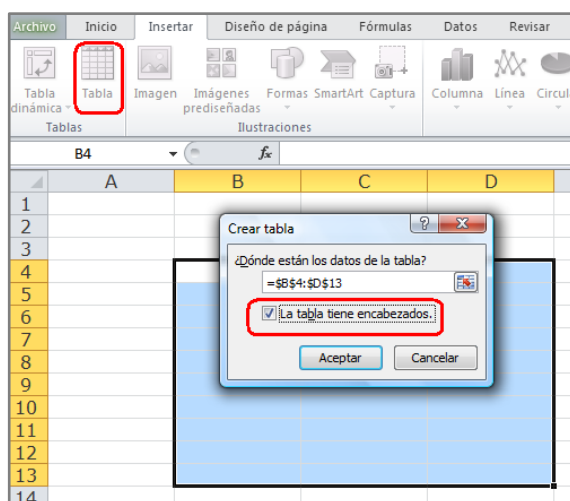 Archivo Inicio Insertar Diseño de página Fórmulas Datos Revisar
Tabla dinámica
Tabla
Imagen
Imágenes prediseñadas
Formas SmartArt Captura
Columna Línea
Tablas
Ilustraciones
B4 fx
A B C D
1
2
3
4
5
6
7
8
9
10
11
12
13
14
Crear tabla
¿Dónde están los datos de la tabla?
=$B$4:$D$13
La tabla tiene encabezados.
Aceptar Cancelar